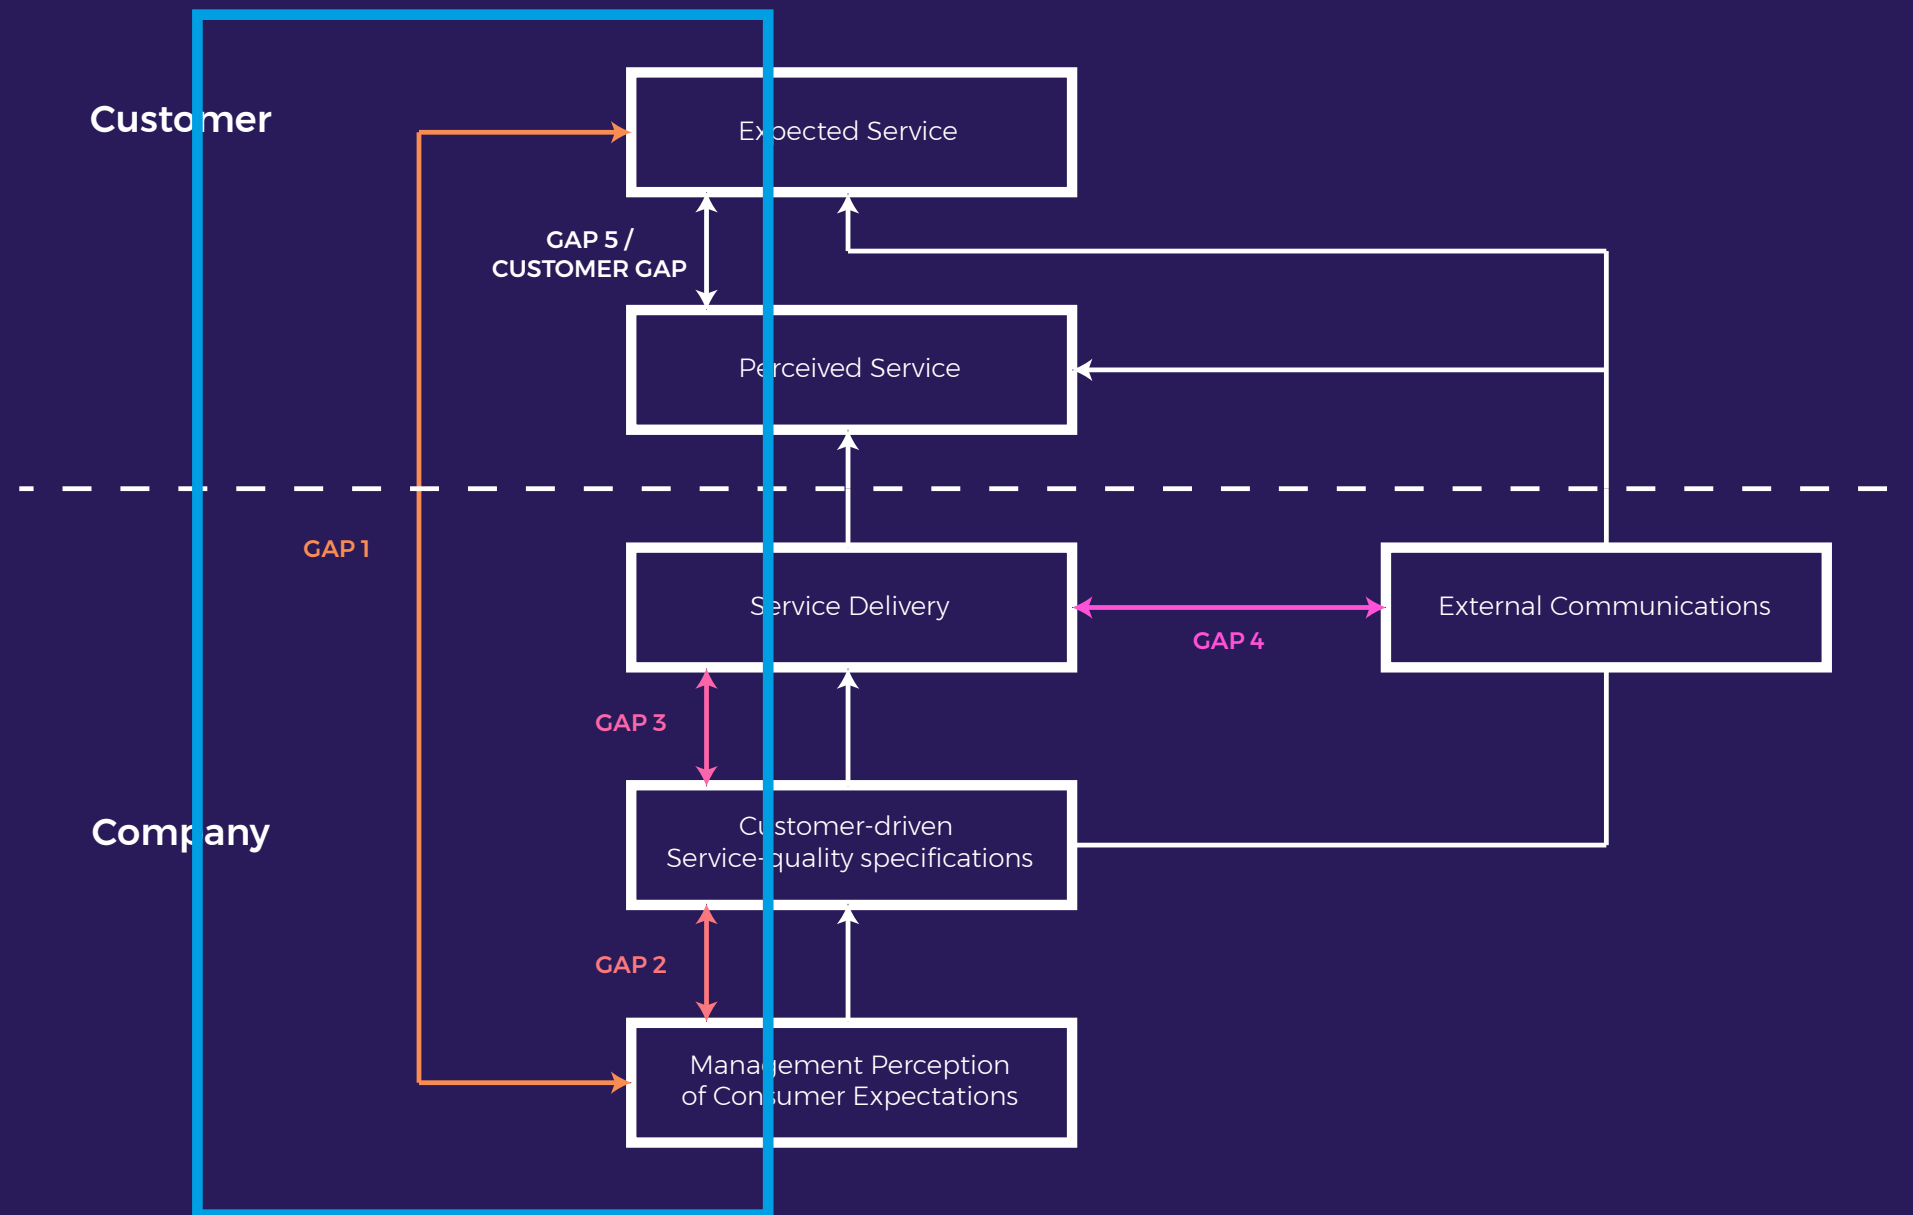 Customer
Expected Service
GAP 5 /
CUSTOMER GAP
Perceived Service
GAP 1
Service Delivery
External Communications
GAP 4
GAP 3
Company
Customer-driven
Service-quality specifications
GAP 2
Management Perception
of Consumer Expectations